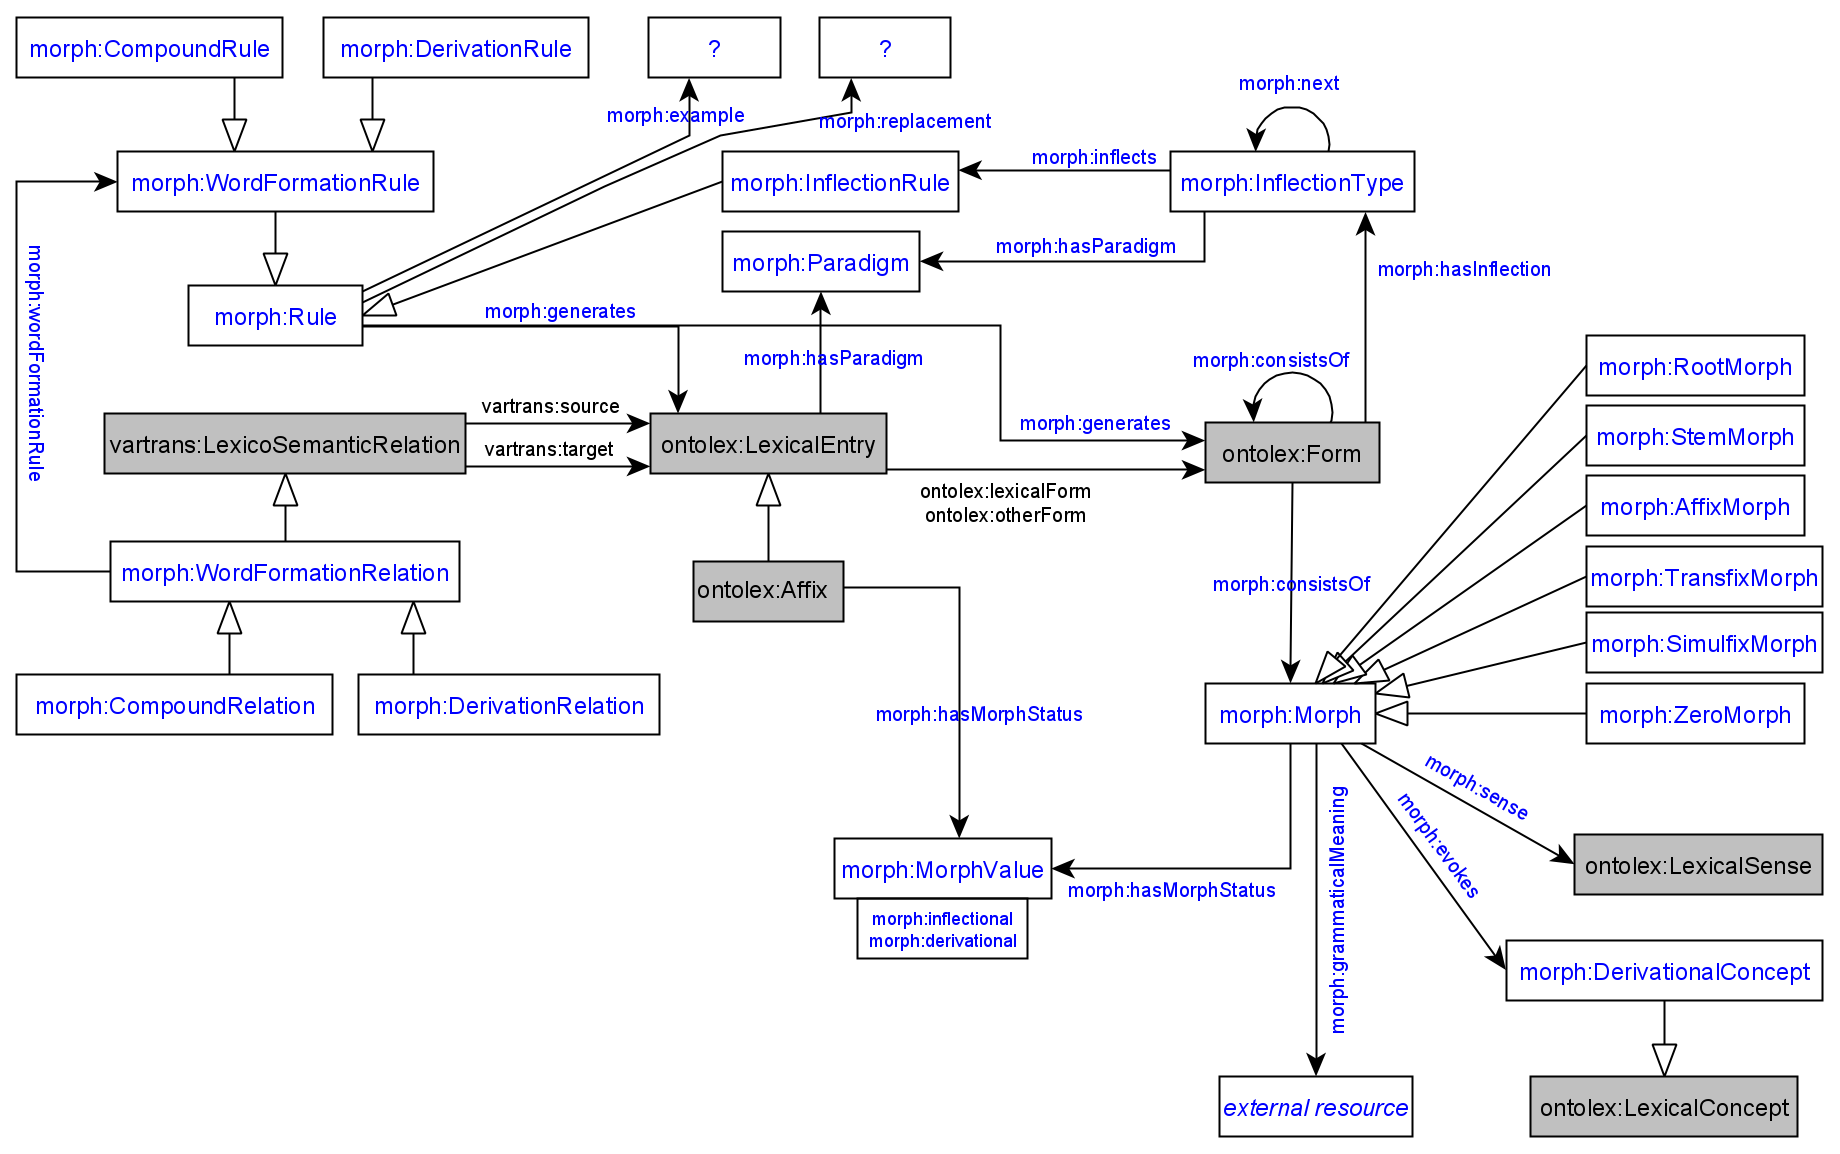 morph:CompoundRule
morph:DerivationRule
?
?
morph:next
morph:example
morph:replacement
morph:inflects
morph:WordFormationRule
morph:InflectionRule
morph:InflectionType
morph:hasParadigm
morph:Paradigm
morph:hasInflection
morph:wordFormationRule
morph:Rule
morph:generates
morph:hasParadigm
morph:consistsOf
morph:RootMorph
vartrans:source
morph:generates
morph:StemMorph
vartrans:LexicoSemanticRelation
vartrans:target
ontolex:LexicalEntry
ontolex:Form
ontolex:lexicalForm
ontolex:otherForm
morph:AffixMorph
morph:WordFormationRelation
ontolex:Affix
morph:consistsOf
morph:TransfixMorph
morph:SimulfixMorph
morph:CompoundRelation
morph:DerivationRelation
morph:hasMorphStatus
morph:Morph
morph:ZeroMorph
morph:sense
morph:evokes
morph:grammaticalMeaning
morph:MorphValue
morph:hasMorphStatus
ontolex:LexicalSense
morph:inflectional
morph:derivational
morph:DerivationalConcept
external resource
ontolex:LexicalConcept